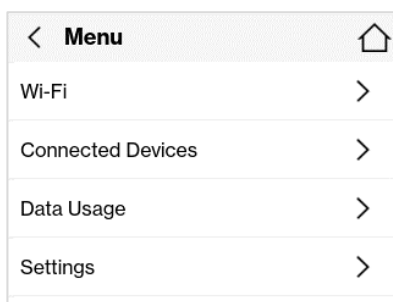 Menu
Wi-Fi
Connected Devices
Data Usage
Settings